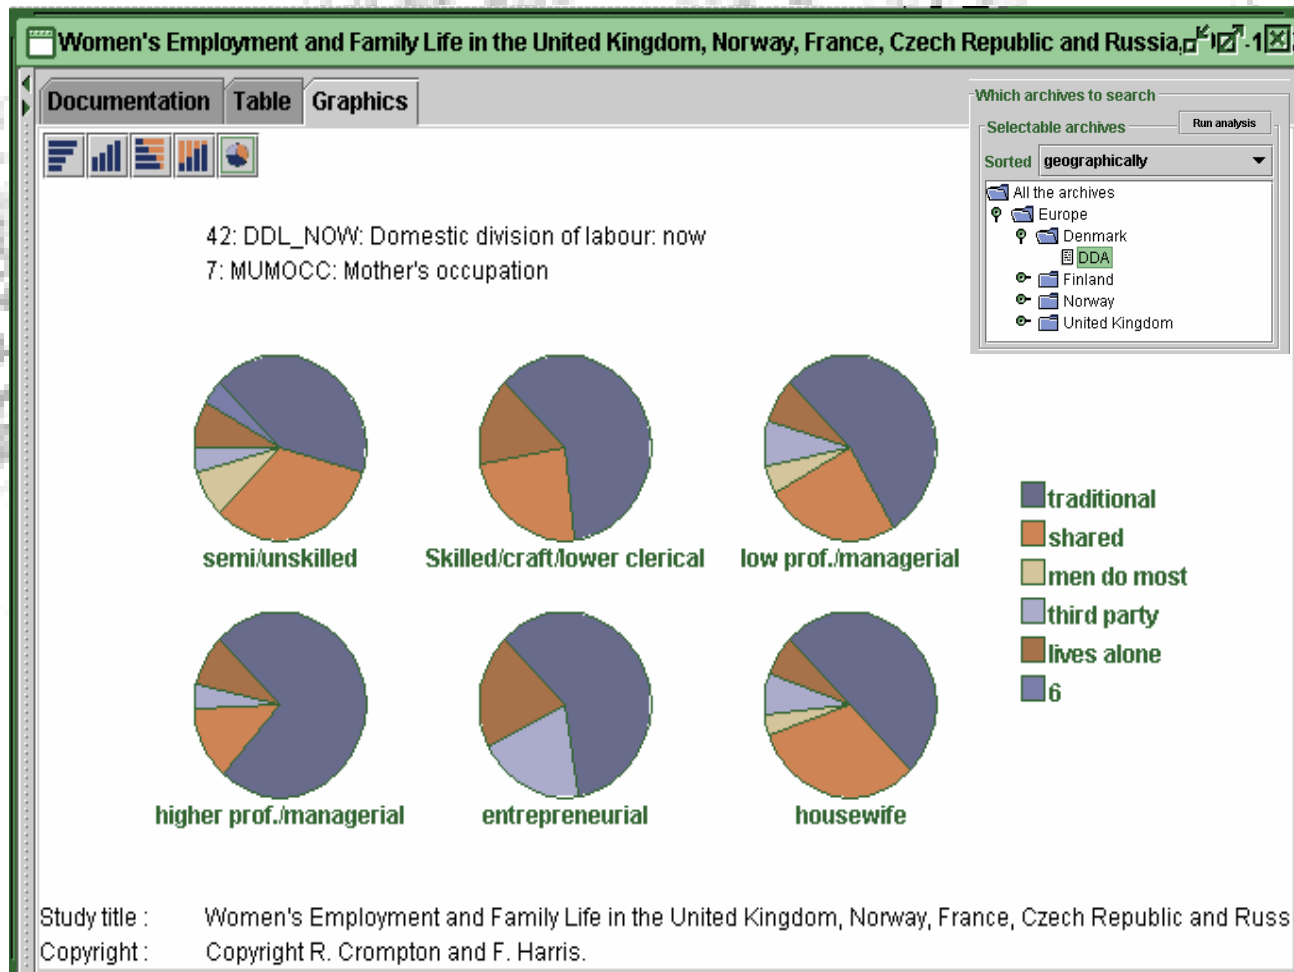 Women's Employment and Family Life in the United Kingdom, Norway, France, Czech Republic and Russia,
Documentation
Table
Graphics
Which archives to search
Selectable archives
Run analysis
Sorted geographically
All the archives
Europe
Denmark
DDA
Finland
Norway
United Kingdom
42: DDL_NOW: Domestic division of labour: now
7: MUMOCC: Mother's occupation
semi/unskilled
Skilled/craft/lower clerical
low prof./managerial
higher prof./managerial
entrepreneurial
housewife
traditional
shared
men do most
third party
lives alone
6
Study title : Women's Employment and Family Life in the United Kingdom, Norway, France, Czech Republic and Russ
Copyright : Copyright R. Crompton and F. Harris.